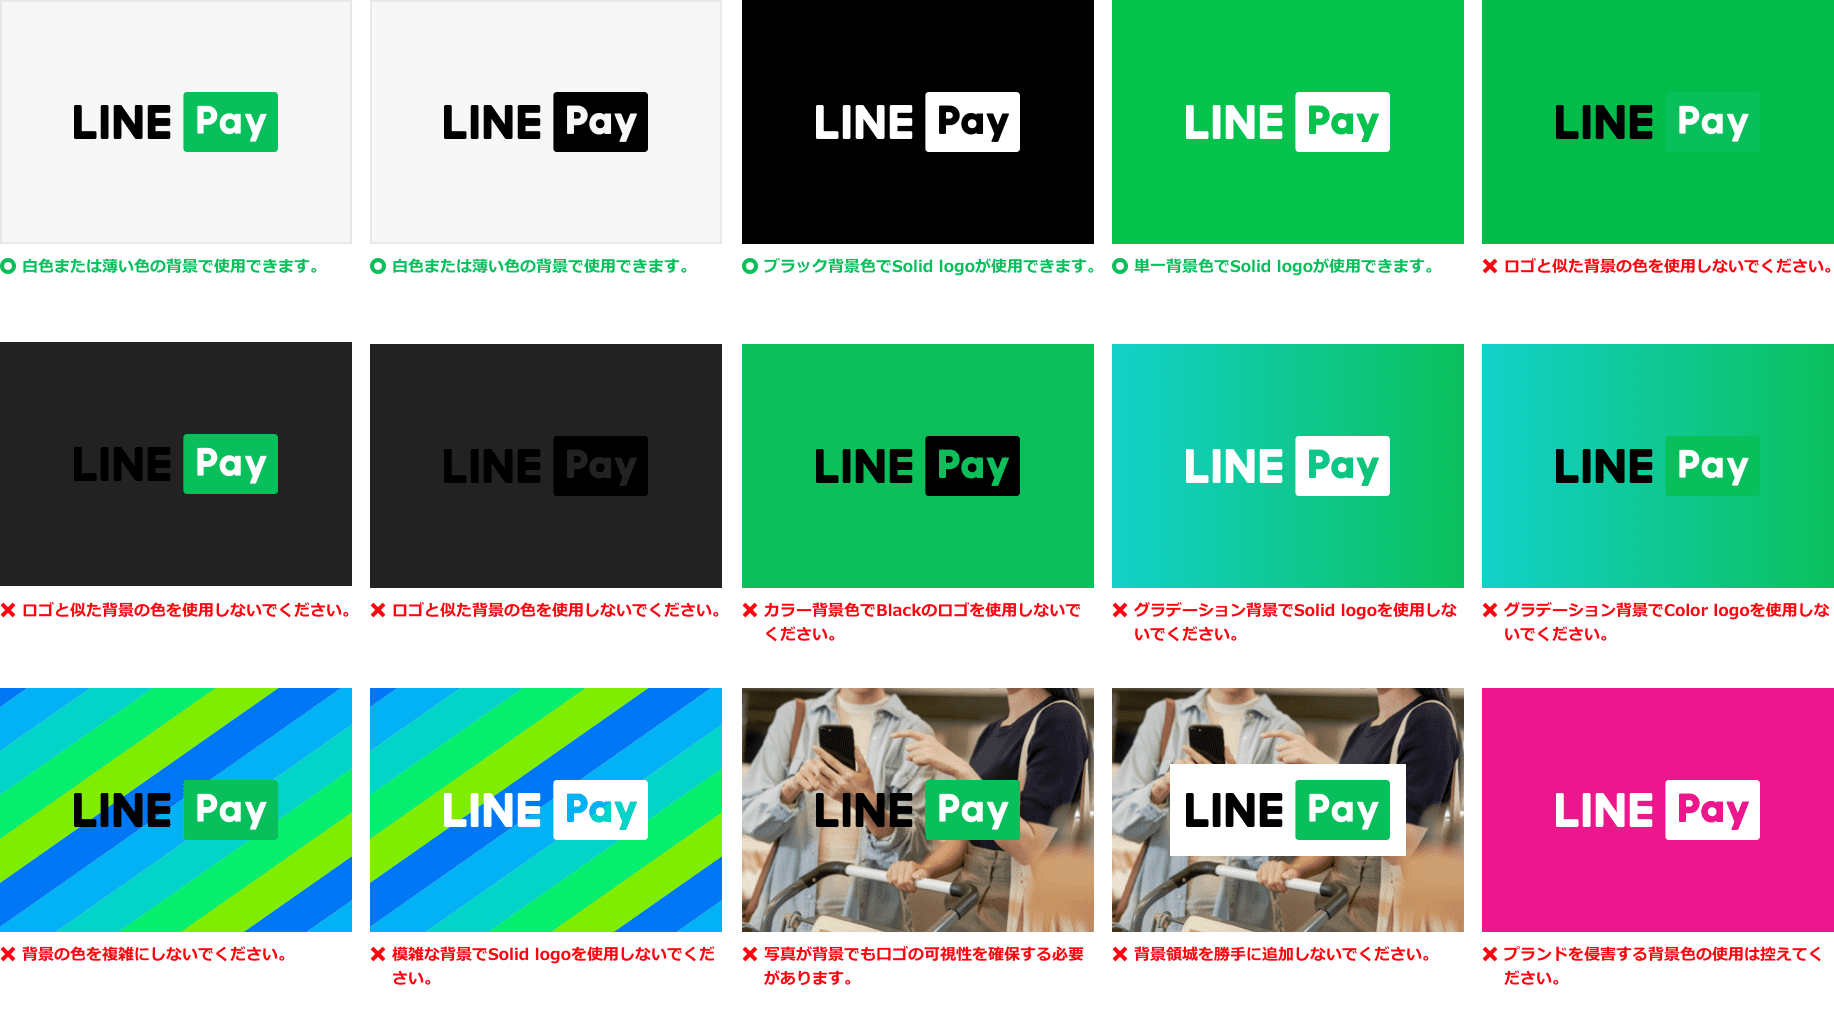 LINE Pay
LINE Pay
LINE Pay
LINE Pay
LINE Pay
白色または薄い色の背景で使用できます。
白色または薄い色の背景で使用できます。
ブラック背景色でSolid logoが使用できます。
単一背景色でSolid logoが使用できます。
ロゴと似た背景の色を使用しないでください。
LINE Pay
LINE Pay
LINE Pay
LINE Pay
LINE Pay
ロゴと似た背景の色を使用しないでください。
ロゴと似た背景の色を使用しないでください。
カラー背景色でBlackのロゴを使用しないで
ください。
グラデーション背景でSolid logoを使用しな
いでください。
グラデーション背景でColor logoを使用しな
いでください。
LINE Pay
LINE Pay
LINE Pay
LINE Pay
LINE Pay
背景の色を複雑にしないでください。
模雑な背景でSolid logoを使用しないでくだ
さい。
写真が背景でもロゴの可視性を確保する必要
があります。
背景領城を勝手に追加しないでください。
ブランドを侵害する背景色の使用は控えてく
ださい。